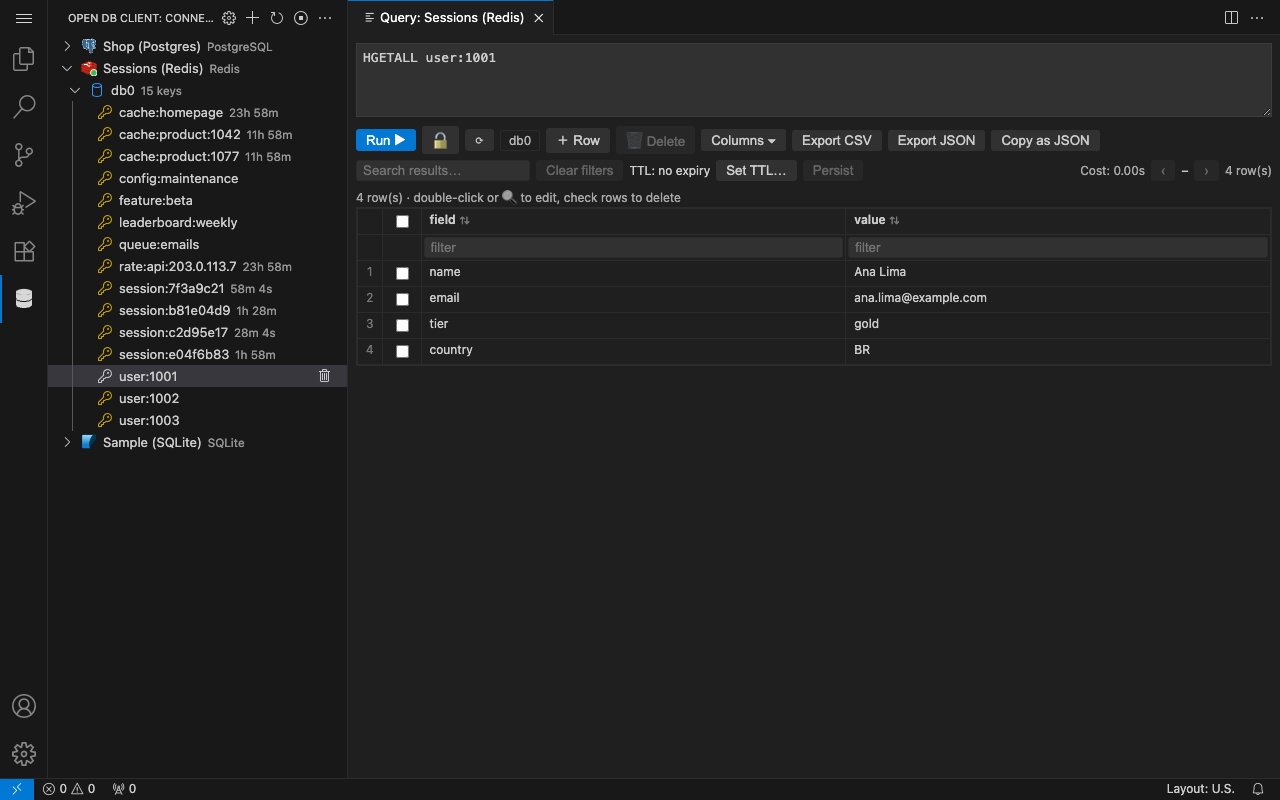 OPEN DB CLIENT: CONNE...
Shop (Postgres) PostgreSQL
Sessions (Redis) Redis
db0 15 keys
cache:homepage 23h 58m
cache:product:1042 11h 58m
cache:product:1077 11h 58m
config:maintenance
feature:beta
leaderboard:weekly
queue:emails
rate:api:203.0.113.7 23h 58m
session:7f3a9c21 58m 4s
session:b81e04d9 1h 28m
session:c2d95e17 28m 4s
session:e04f6b83 1h 58m
user:1001
user:1002
user:1003
Sample (SQLite) SQLite
Query: Sessions (Redis)
HGETALL user:1001
Run db0 + Row Delete Columns Export CSV Export JSON Copy as JSON
Search results... Clear filters TTL: no expiry Set TTL... Persist Cost: 0.00s ‹ – › 4 row(s)
4 row(s) · double-click or to edit, check rows to delete
field value
filter filter
1 name Ana Lima
2 email ana.lima@example.com
3 tier gold
4 country BR
0 0 0 Layout: U.S.